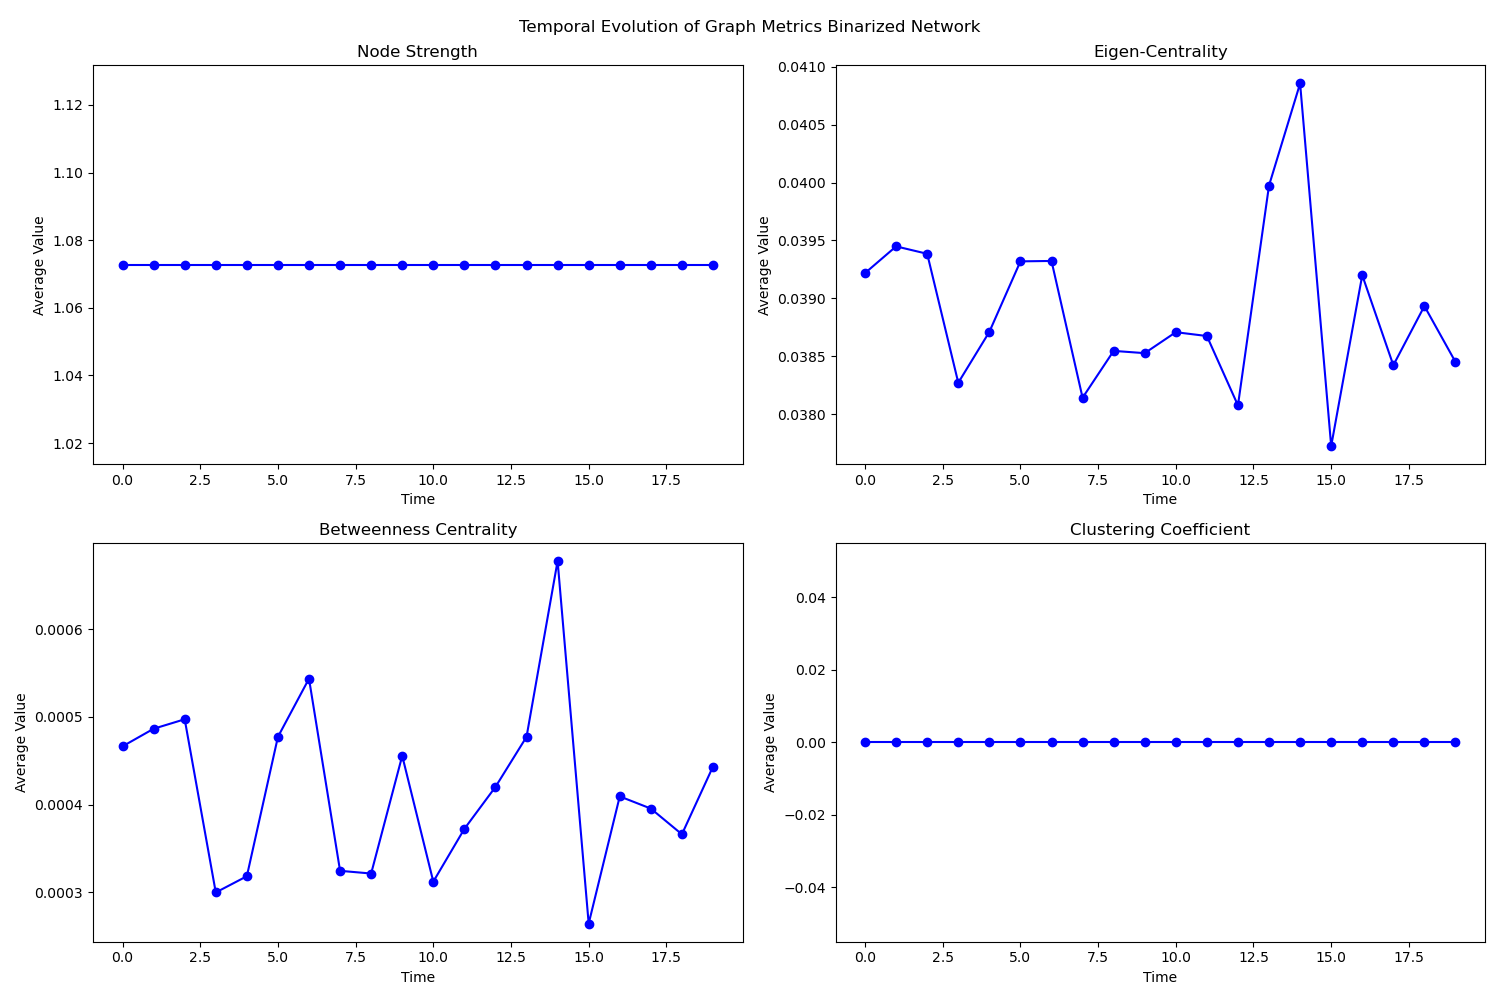 Temporal Evolution of Graph Metrics Binarized Network
Node Strength
1.12
1.10
1.08
1.06
1.04
1.02
Average Value
0.0 2.5 5.0 7.5 10.0 12.5 15.0 17.5
Time
Eigen-Centrality
0.0410
0.0405
0.0400
0.0395
0.0390
0.0385
0.0380
Average Value
0.0 2.5 5.0 7.5 10.0 12.5 15.0 17.5
Time
Betweenness Centrality
0.0006
0.0005
0.0004
0.0003
Average Value
0.0 2.5 5.0 7.5 10.0 12.5 15.0 17.5
Time
Clustering Coefficient
0.04
0.02
0.00
−0.02
−0.04
Average Value
0.0 2.5 5.0 7.5 10.0 12.5 15.0 17.5
Time